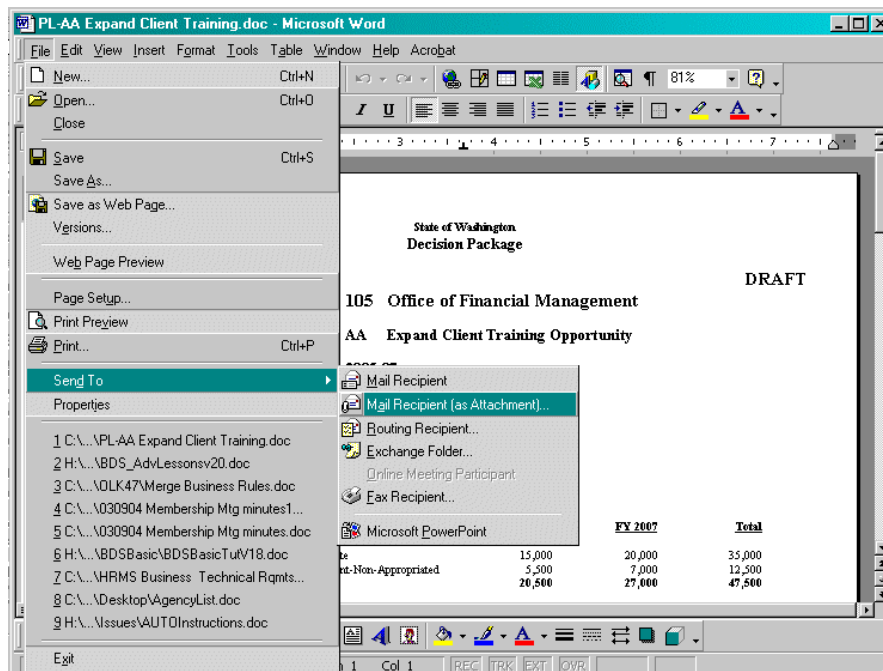 PL-AA Expand Client Training.doc - Microsoft Word
File Edit View Insert Format Tools Table Window Help Acrobat
New... Ctrl+N
Open... Ctrl+O
Close
Save Ctrl+S
Save As...
Save as Web Page...
Versions...
Web Page Preview
Page Setup...
Print Preview
Print... Ctrl+P
Send To
Properties
1 C:\...\PL-AA Expand Client Training.doc
2 H:\...\BDS_AdvLessonsv20.doc
3 C:\...\OLK47\Merge Business Rules.doc
4 C:\...\030904 Membership Mtg minutes1...
5 C:\...\030904 Membership Mtg minutes.doc
6 H:\...\BDSBasic\BDSBasicTutV18.doc
7 C:\...\HRMS Business Technical Rqmts...
8 C:\...\Desktop\AgencyList.doc
9 H:\...\Issues\AUTOInstructions.doc
Exit
81%
I U A
3 4 5 6 7
State of Washington
Decision Package
DRAFT
105 Office of Financial Management
AA Expand Client Training Opportunity
Mail Recipient
Mail Recipient (as Attachment)...
Routing Recipient...
Exchange Folder...
Online Meeting Participant
Fax Recipient...
Microsoft PowerPoint
FY 2007 Total
15,000 20,000 35,000
nt-Non-Appropriated 5,500 7,000 12,500
20,500 27,000 47,500
1 Col 1 REC TRK EXT OVR